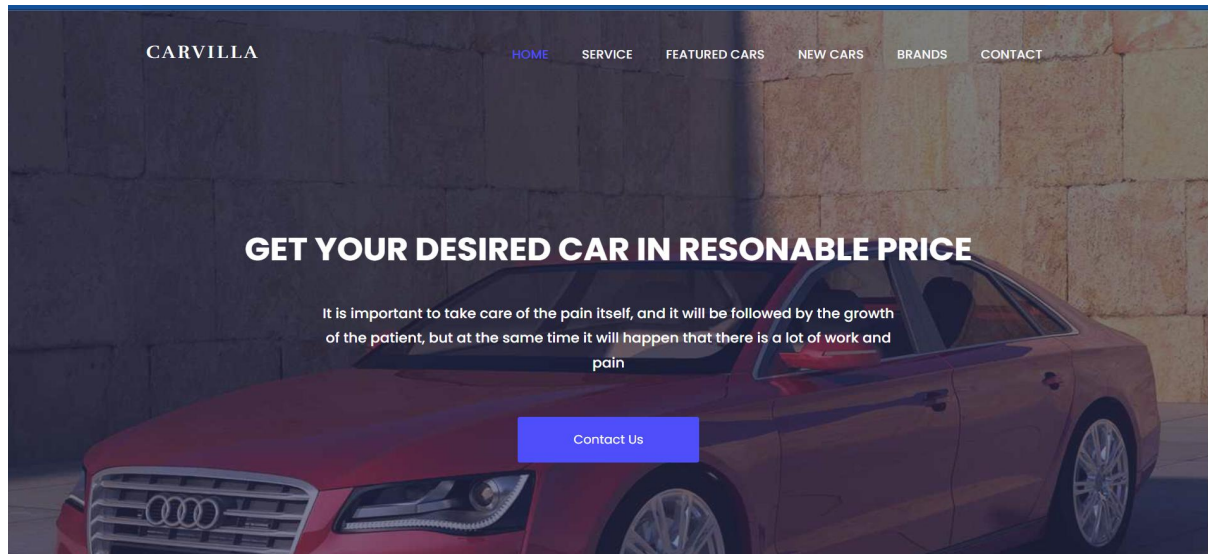 CARVILLA
HOME SERVICE FEATURED CARS NEW CARS BRANDS CONTACT
GET YOUR DESIRED CAR IN RESONABLE PRICE
It is important to take care of the pain itself, and it will be followed by the growth
of the patient, but at the same time it will happen that there is a lot of work and
pain
Contact Us